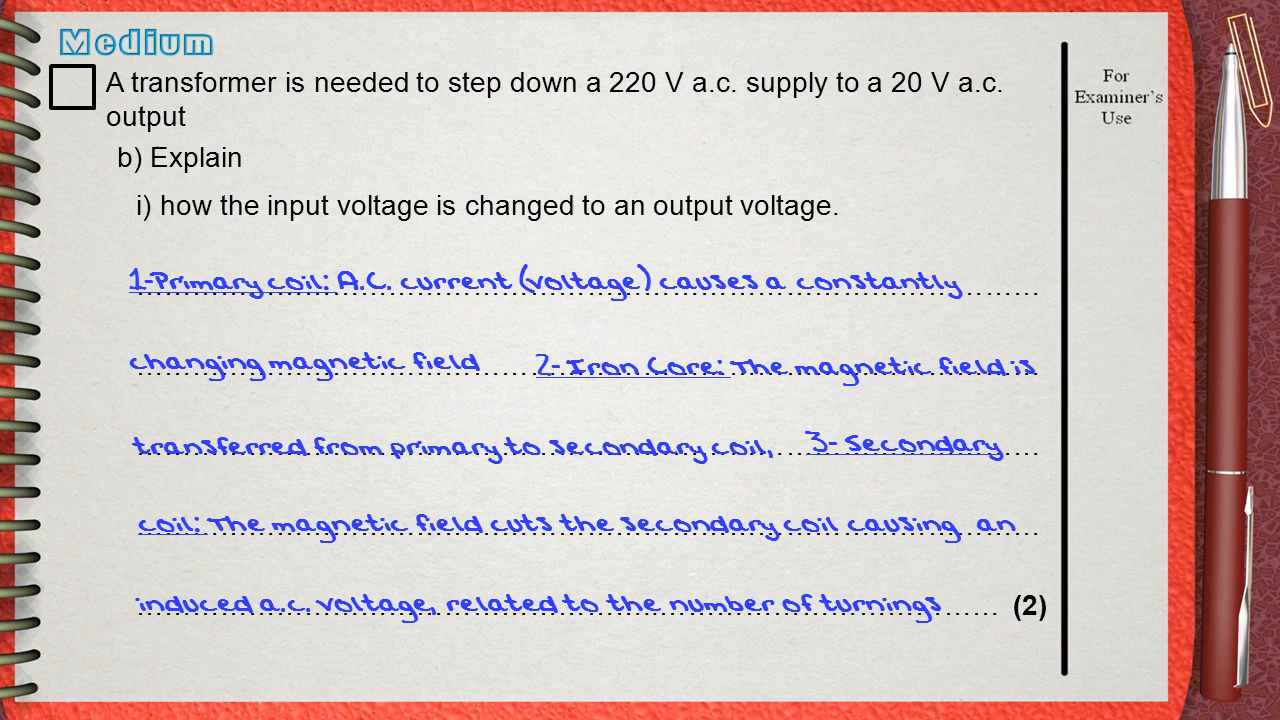 Medium
A transformer is needed to step down a 220 V a.c. supply to a 20 V a.c.
output
b) Explain
i) how the input voltage is changed to an output voltage.
1-Primary coil: A.C. current (voltage) causes a constantly
changing magnetic field 2- Iron Core: The magnetic field is
transferred from primary to secondary coil, 3- Secondary
coil: The magnetic field cuts the secondary coil causing an
induced a.c. voltage, related to the number of turnings (2)
For
Examiner's
Use